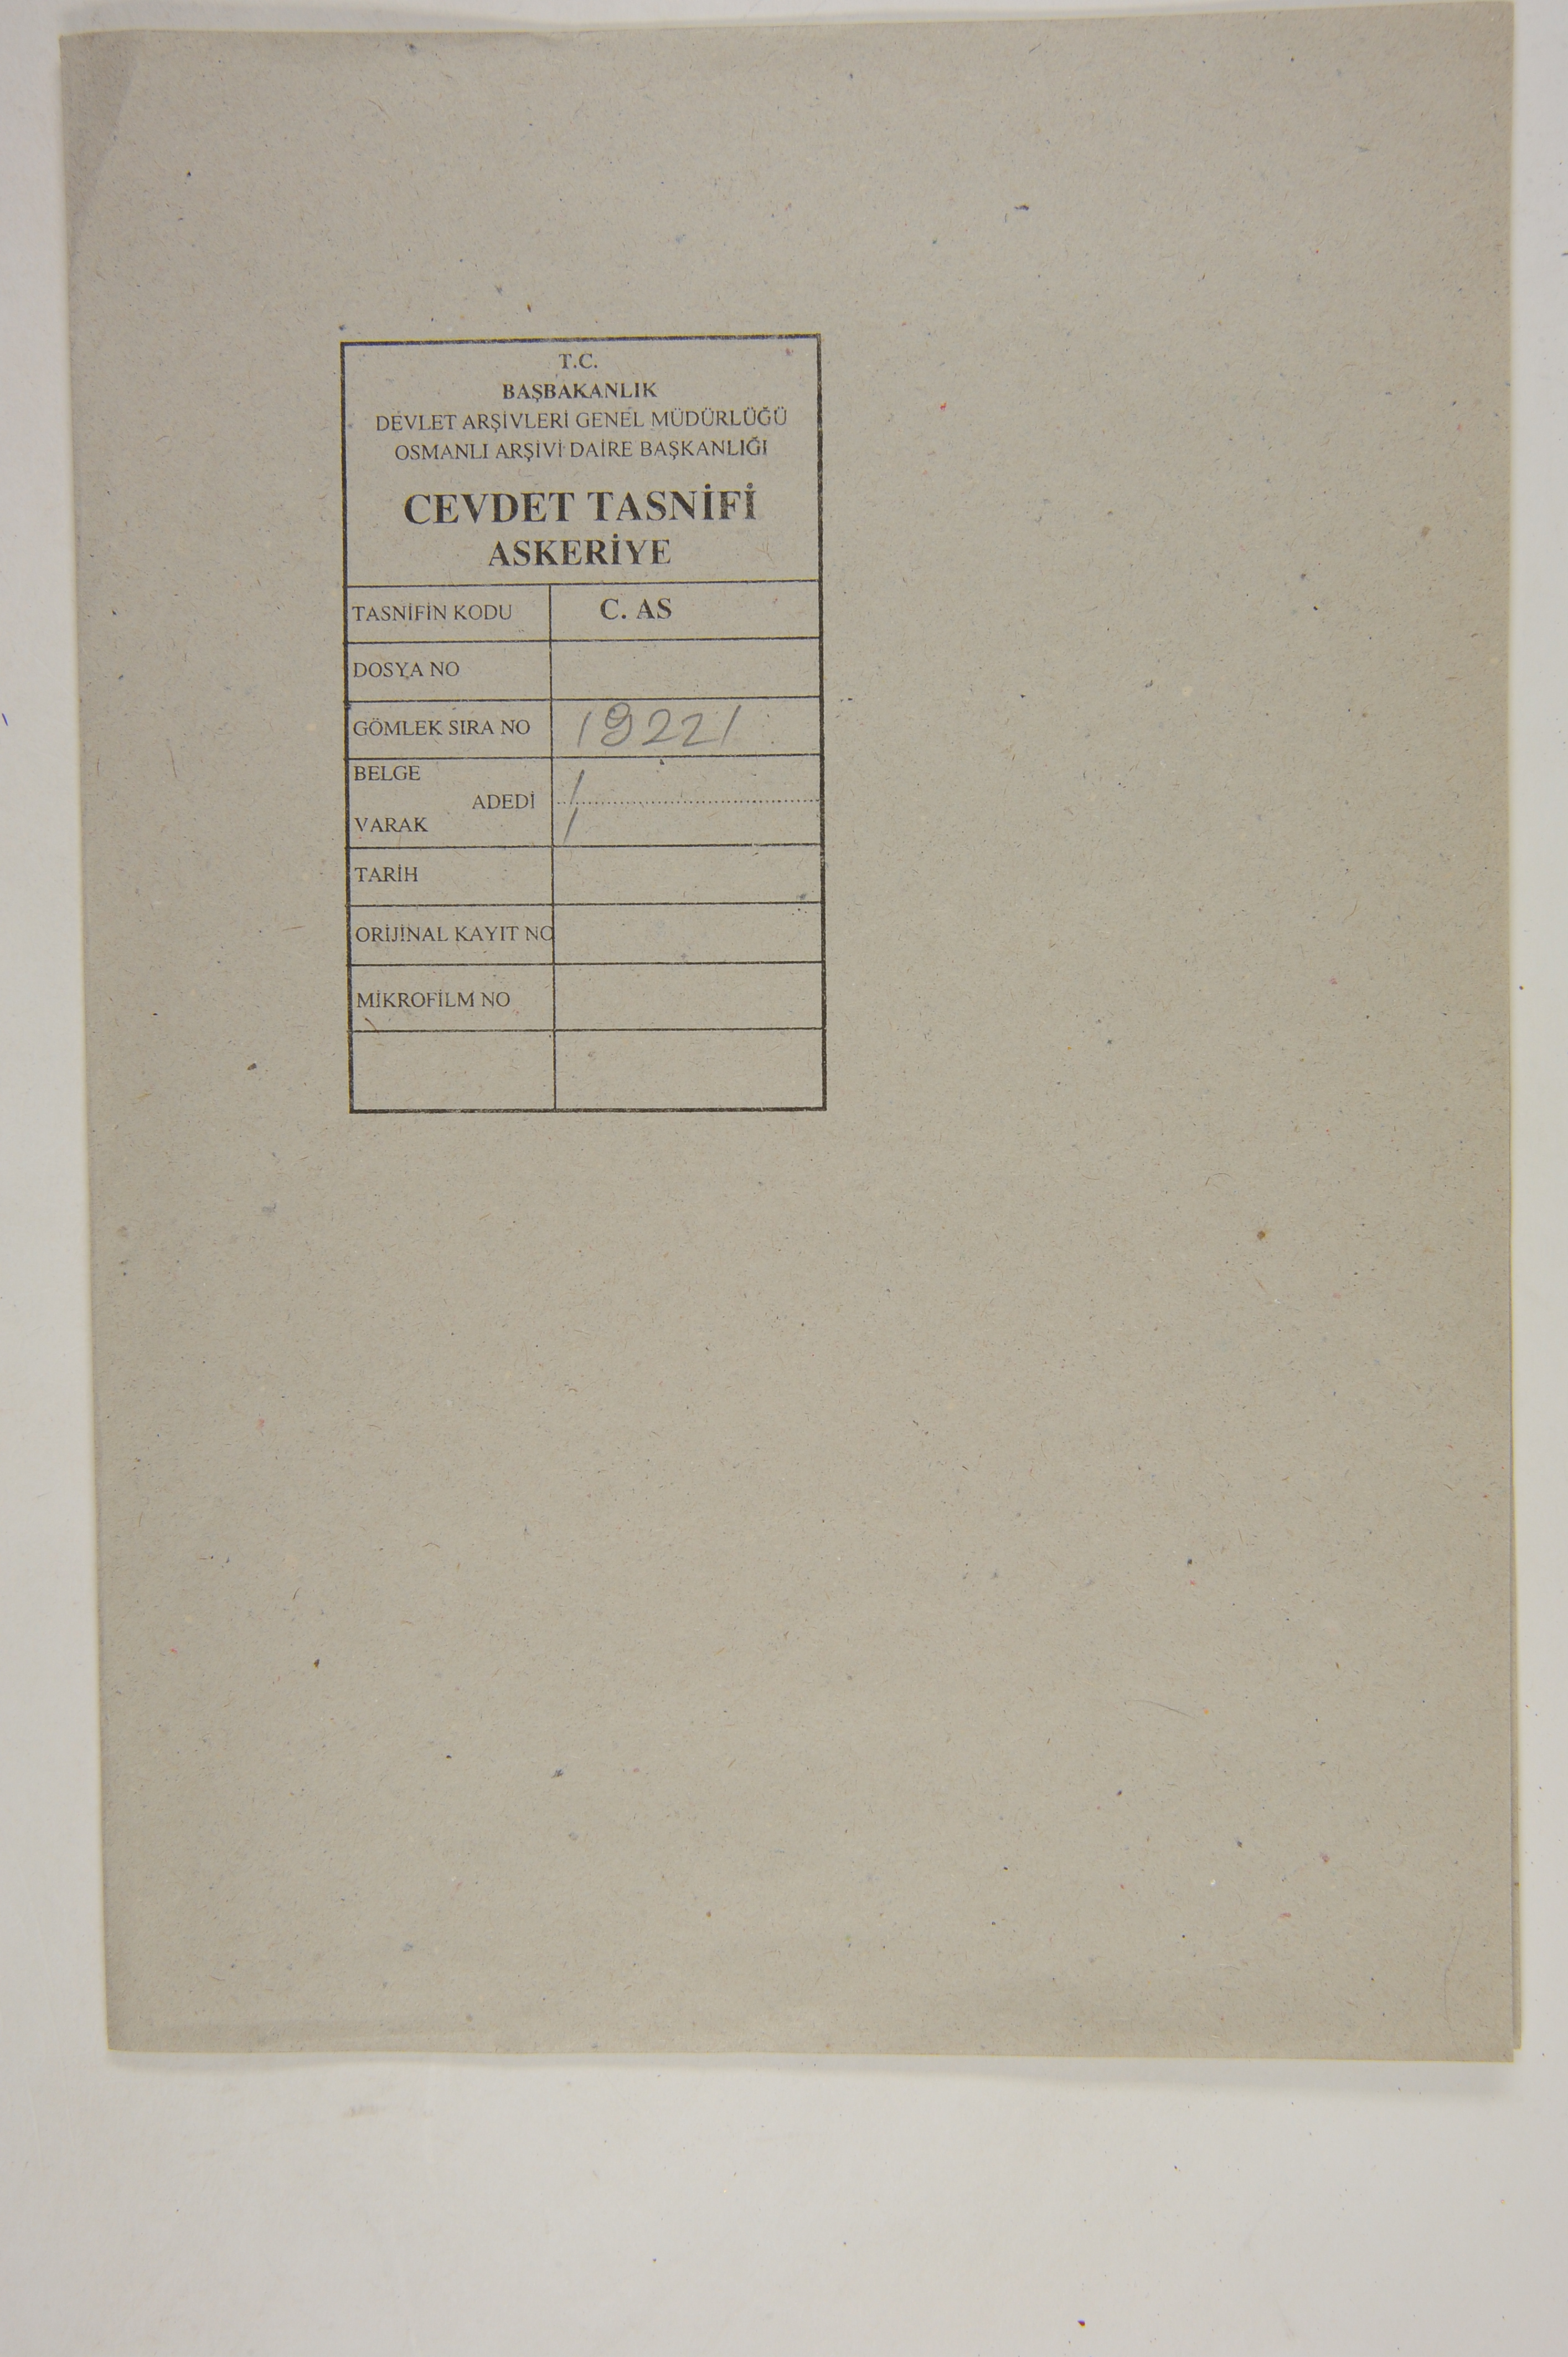 T.C.
BAŞBAKANLIK
DEVLET ARŞİVLERİ GENEL MÜDÜRLÜĞÜ
OSMANLI ARŞİVİ DAİRE BAŞKANLIĞI
CEVDET TASNİFİ
ASKERİYE
TASNİFİN KODU C. AS
DOSYA NO
GÖMLEK SIRA NO 19221
BELGE 1
ADEDİ
VARAK 1
TARİH
ORİJİNAL KAYIT NO
MİKROFİLM NO